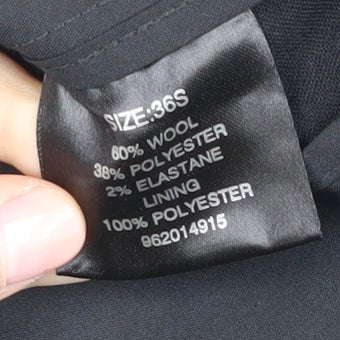 SIZE:36S
60% WOOL
38% POLYESTER
2% ELASTANE
LINING
100% POLYESTER
962014915